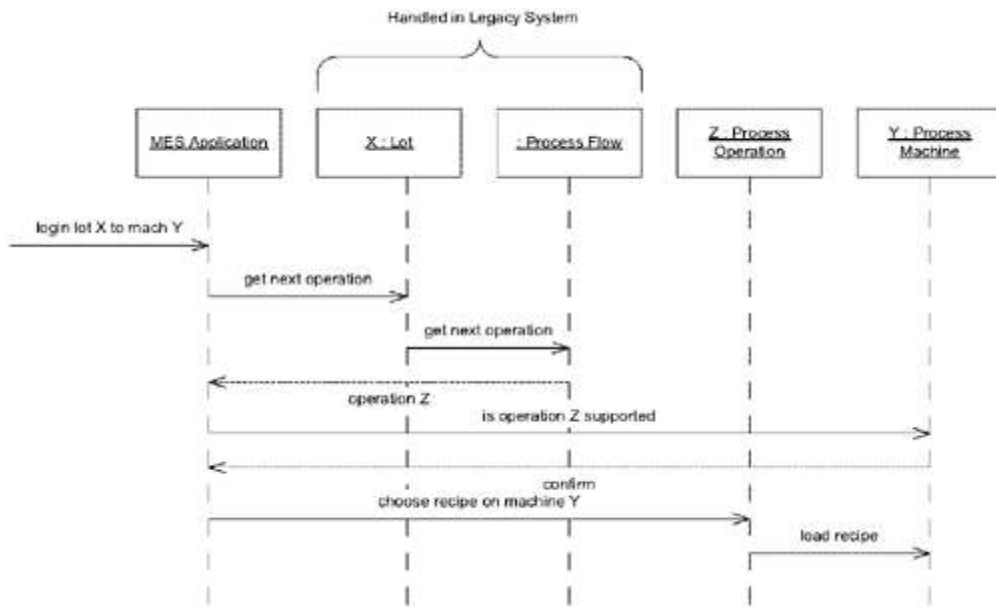 Handled in Legacy System
MES Application
X : Lot
: Process Flow
Z : Process
Operation
Y : Process
Machine
login lot X to mach Y
get next operation
get next operation
operation Z
is operation Z supported
confirm
choose recipe on machine Y
load recipe